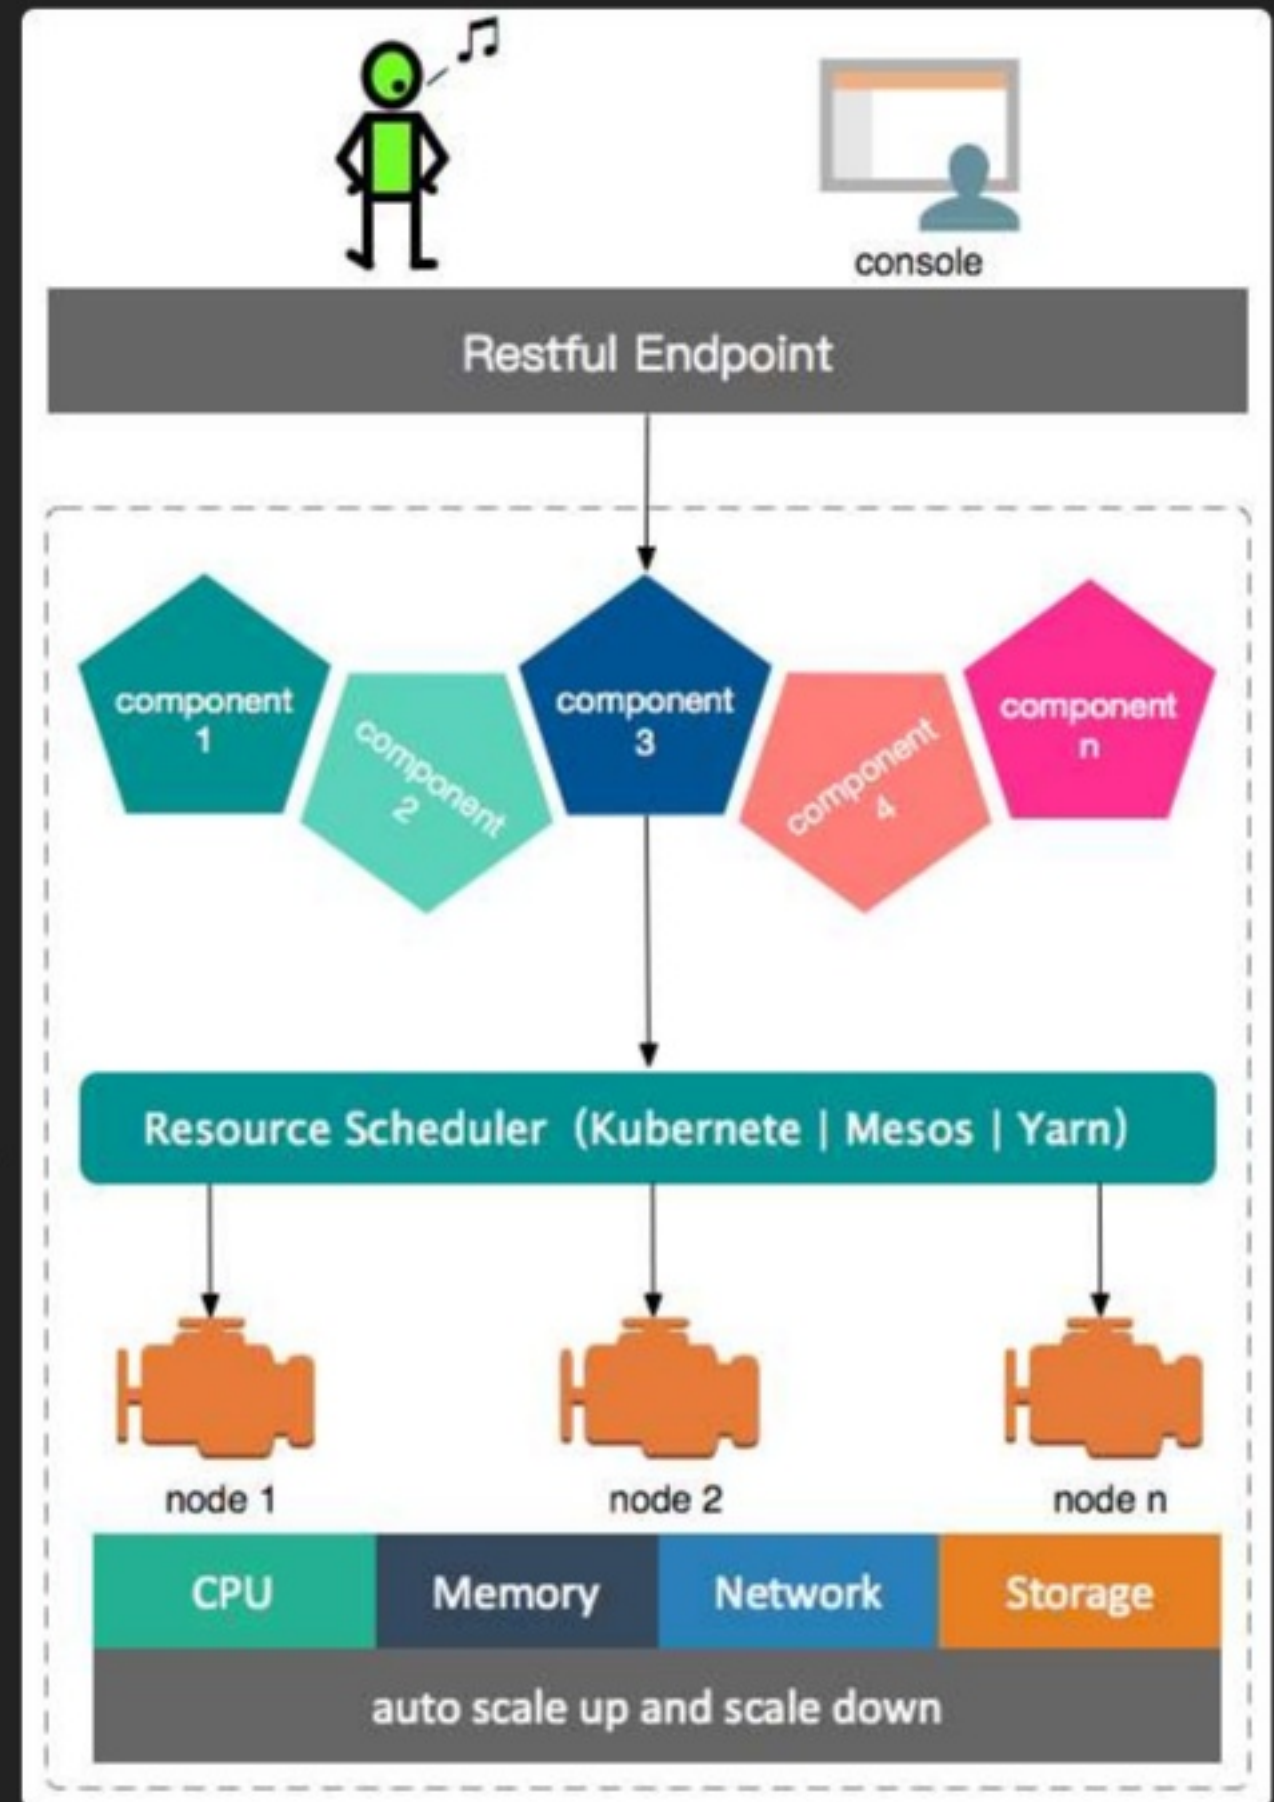 console
Restful Endpoint
component
1
component
2
component
3
component
4
component
n
Resource Scheduler (Kubernete | Mesos | Yarn)
node 1
node 2
node n
CPU
Memory
Network
Storage
auto scale up and scale down